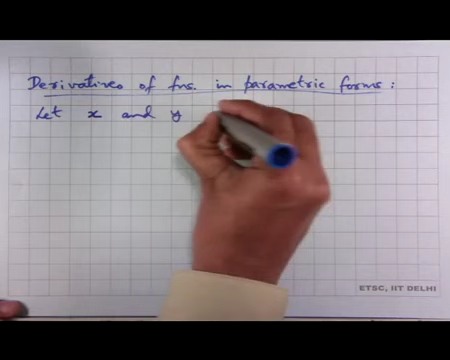 Derivatives of fns. in parametric forms :
Let x and y
ETSC, IIT DELHI